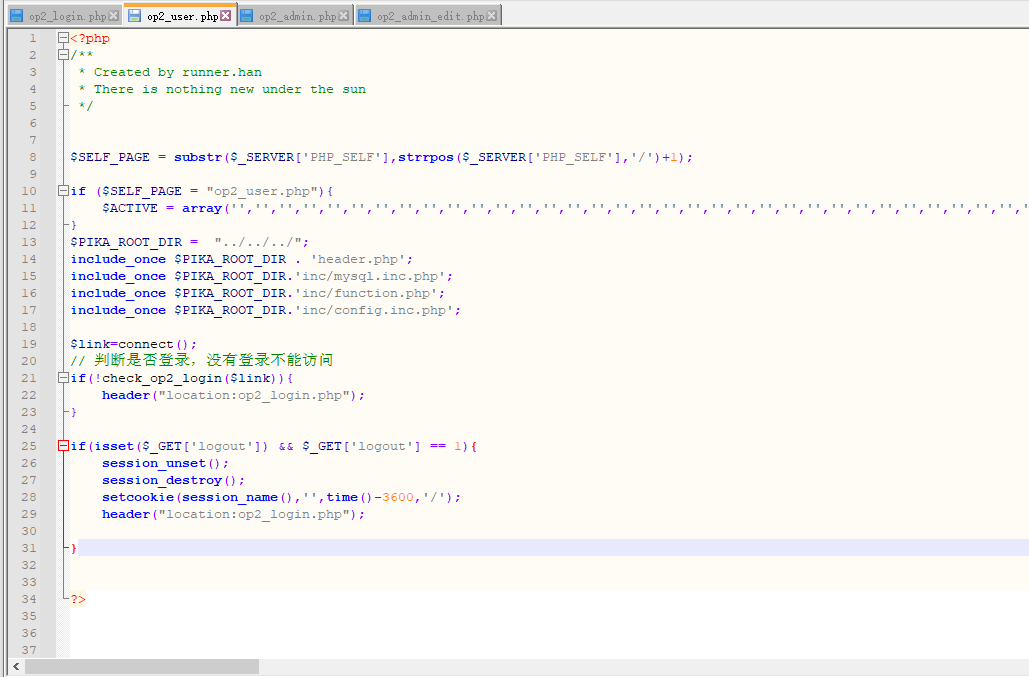 op2_login.php op2_user.php op2_admin.php op2_admin_edit.php
1 <?php
2 /**
3 * Created by runner.han
4 * There is nothing new under the sun
5 */
6
7
8 $SELF_PAGE = substr($_SERVER['PHP_SELF'],strrpos($_SERVER['PHP_SELF'],'/')+1);
9
10 if ($SELF_PAGE = "op2_user.php"){
11 $ACTIVE = array('','','','','','','','','','','','','','','','','','','','','','','','','','','','','','','','','',
12 }
13 $PIKA_ROOT_DIR =  "../../../";
14 include_once $PIKA_ROOT_DIR . 'header.php';
15 include_once $PIKA_ROOT_DIR.'inc/mysql.inc.php';
16 include_once $PIKA_ROOT_DIR.'inc/function.php';
17 include_once $PIKA_ROOT_DIR.'inc/config.inc.php';
18
19 $link=connect();
20 // 判断是否登录，没有登录不能访问
21 if(!check_op2_login($link)){
22 header("location:op2_login.php");
23 }
24
25 if(isset($_GET['logout']) && $_GET['logout'] == 1){
26 session_unset();
27 session_destroy();
28 setcookie(session_name(),'',time()-3600,'/');
29 header("location:op2_login.php");
30
31 }
32
33
34 ?>
35
36
37